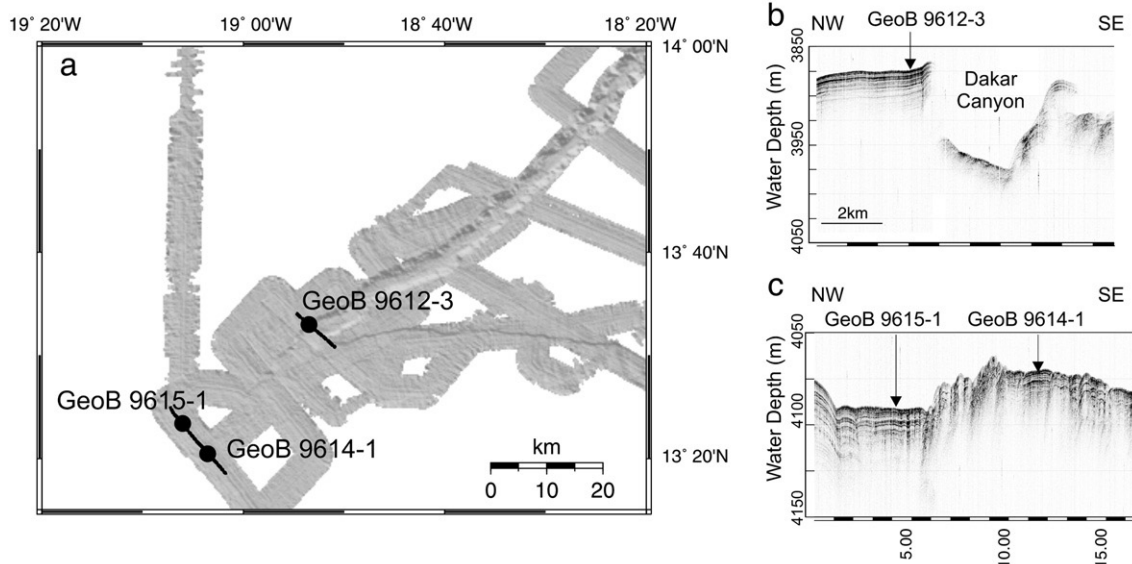 19˚ 20'W 19˚ 00'W 18˚ 40'W 18˚ 20'W
a
14˚ 00'N
13˚ 40'N
13˚ 20'N
GeoB 9612-3
GeoB 9615-1
GeoB 9614-1
km
0 10 20
b
NW GeoB 9612-3 SE
Dakar
Canyon
Water Depth (m)
3850
3950
4050
2km
c
NW SE
GeoB 9615-1 GeoB 9614-1
Water Depth (m)
4050
4100
4150
5.00 10.00 15.00